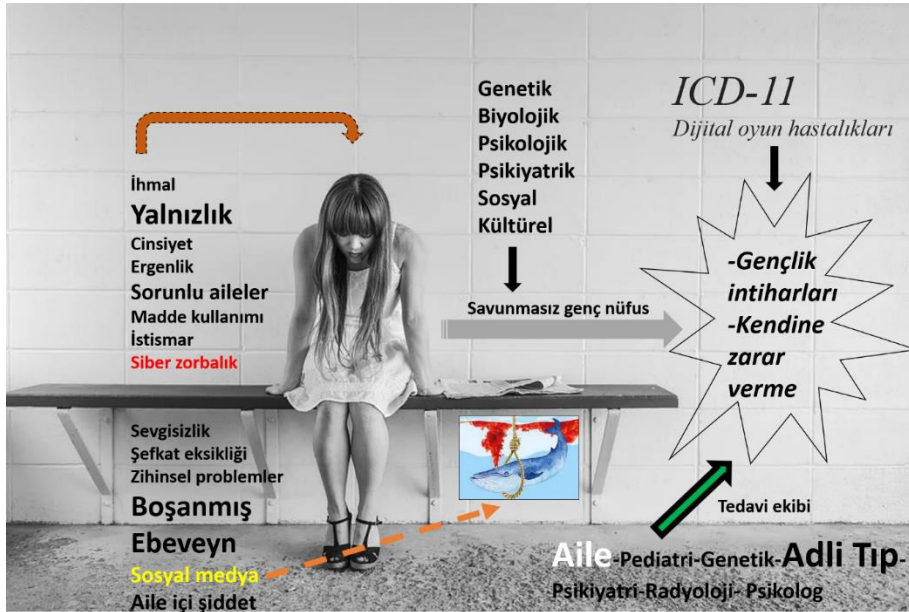 ICD-11
Dijital oyun hastalıkları
Genetik
Biyolojik
Psikolojik
Psikiyatrik
Sosyal
Kültürel
İhmal
Yalnızlık
Cinsiyet
Ergenlik
Sorunlu aileler
Madde kullanımı
İstismar
Siber zorbalık
Savunmasız genç nüfus
-Gençlik
intiharları
-Kendine
zarar
verme
Sevgisizlik
Şefkat eksikliği
Zihinsel problemler
Boşanmış
Ebeveyn
Sosyal medya
Aile içi şiddet
Tedavi ekibi
Aile-Pediatri-Genetik-Adli Tıp-
Psikiyatri-Radyoloji- Psikolog